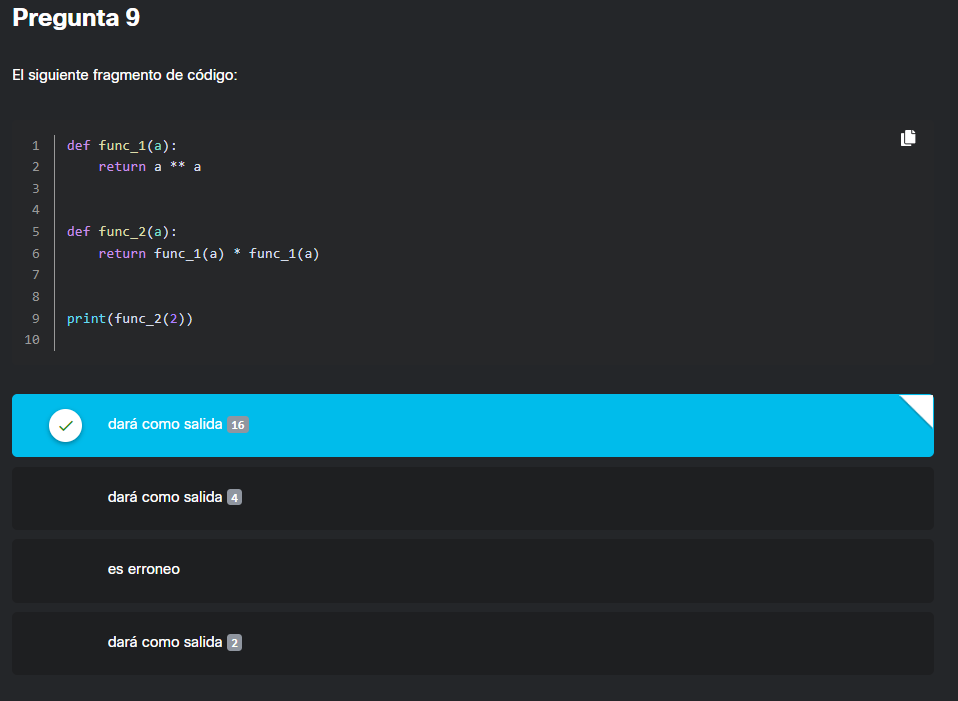 Pregunta 9
El siguiente fragmento de código:
1 def func_1(a):
2     return a ** a
3
4
5 def func_2(a):
6     return func_1(a) * func_1(a)
7
8
9 print(func_2(2))
10
dará como salida 16
dará como salida 4
es erroneo
dará como salida 2